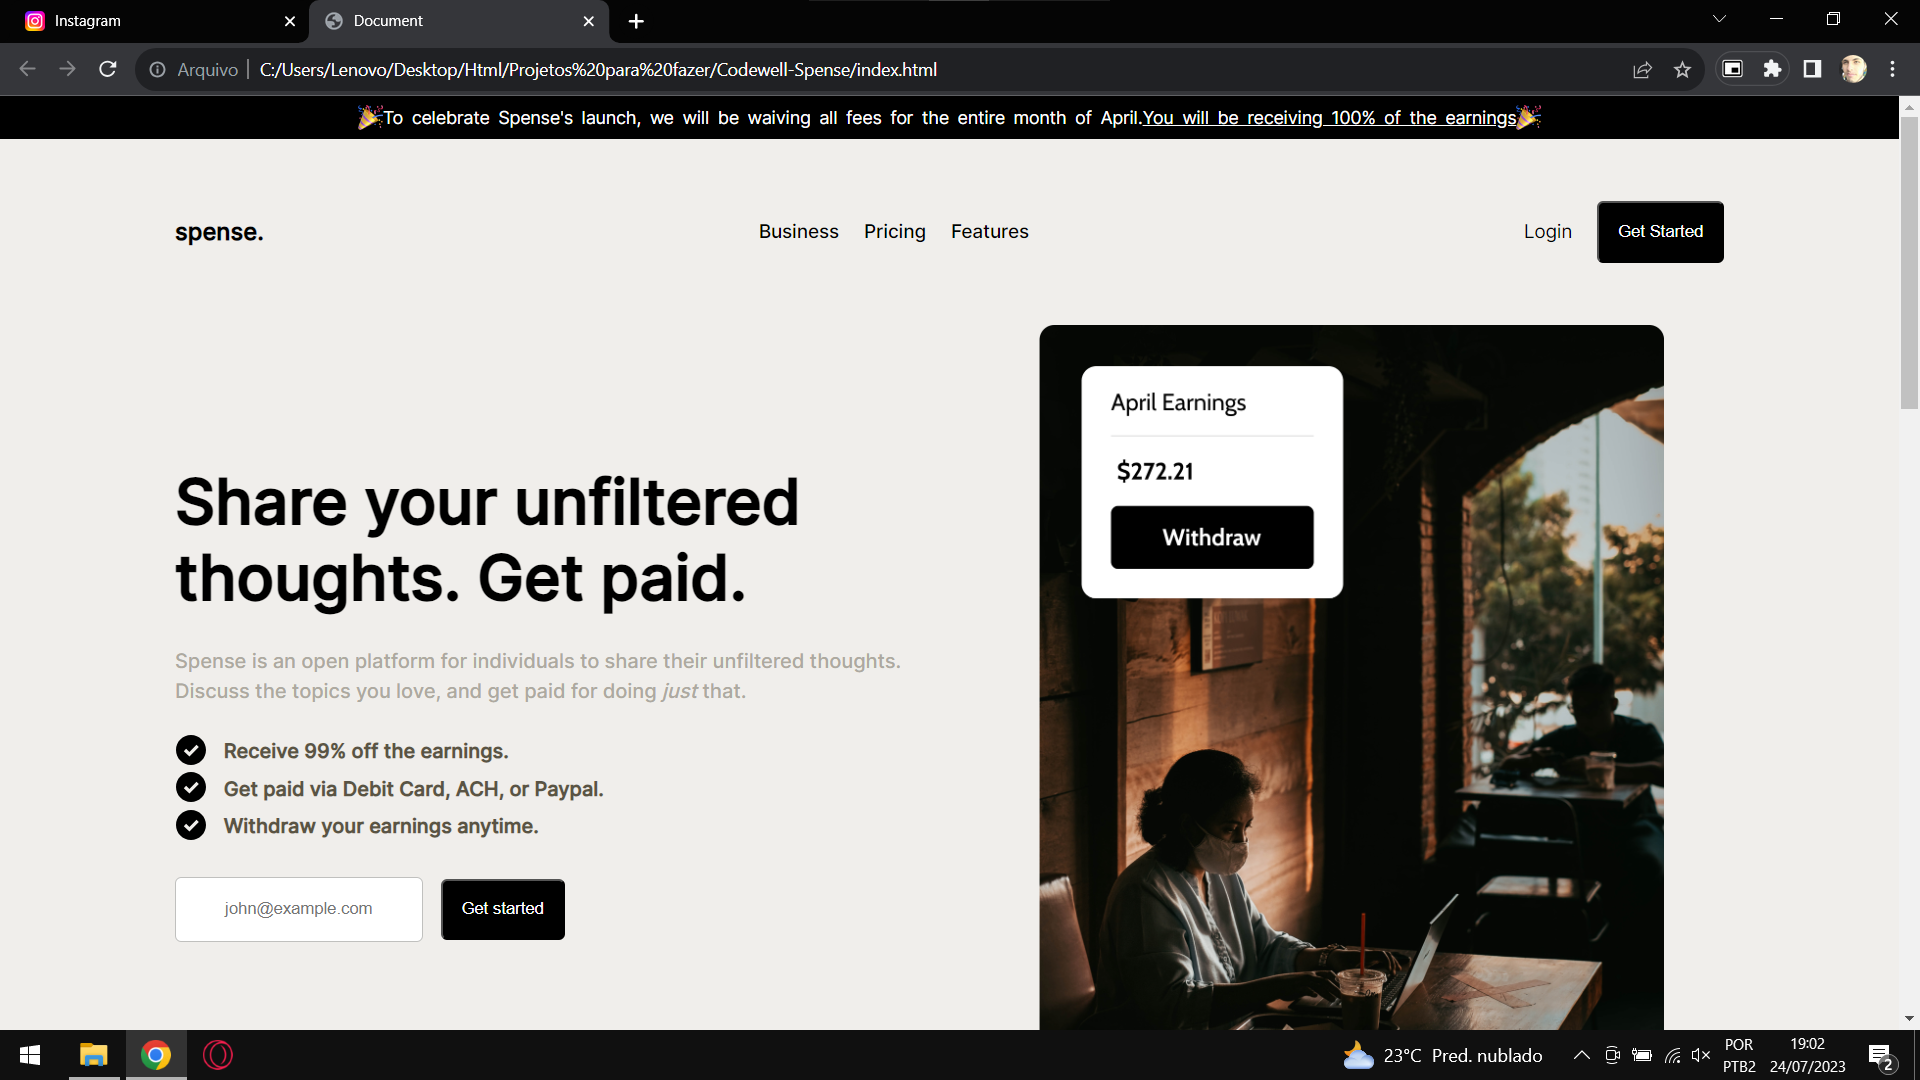 Instagram
Document
Arquivo
C:/Users/Lenovo/Desktop/Html/Projetos%20para%20fazer/Codewell-Spense/index.html
To celebrate Spense's launch, we will be waiving all fees for the entire month of April.You will be receiving 100% of the earnings
spense.
Business Pricing Features
Login
Get Started
April Earnings
$272.21
Withdraw
Share your unfiltered
thoughts. Get paid.
Spense is an open platform for individuals to share their unfiltered thoughts.
Discuss the topics you love, and get paid for doing just that.
Receive 99% off the earnings.
Get paid via Debit Card, ACH, or Paypal.
Withdraw your earnings anytime.
john@example.com
Get started
23°C Pred. nublado
POR
PTB2
19:02
24/07/2023
2